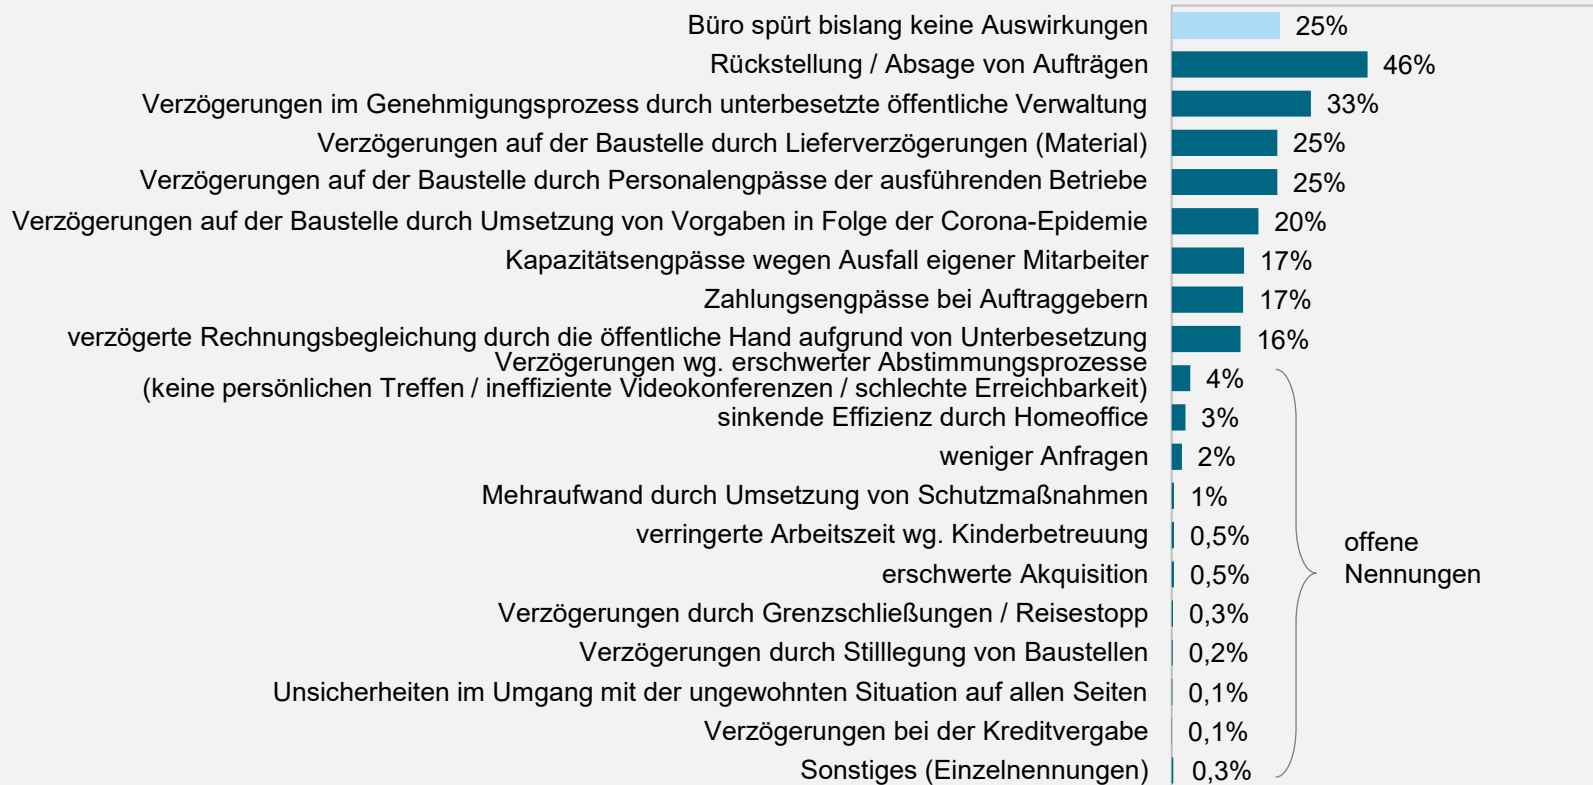 Büro spürt bislang keine Auswirkungen 25%
Rückstellung / Absage von Aufträgen 46%
Verzögerungen im Genehmigungsprozess durch unterbesetzte öffentliche Verwaltung 33%
Verzögerungen auf der Baustelle durch Lieferverzögerungen (Material) 25%
Verzögerungen auf der Baustelle durch Personalengpässe der ausführenden Betriebe 25%
Verzögerungen auf der Baustelle durch Umsetzung von Vorgaben in Folge der Corona-Epidemie 20%
Kapazitätsengpässe wegen Ausfall eigener Mitarbeiter 17%
Zahlungsengpässe bei Auftraggebern 17%
verzögerte Rechnungsbegleichung durch die öffentliche Hand aufgrund von Unterbesetzung 16%
Verzögerungen wg. erschwerter Abstimmungsprozesse
(keine persönlichen Treffen / ineffiziente Videokonferenzen / schlechte Erreichbarkeit) 4%
sinkende Effizienz durch Homeoffice 3%
weniger Anfragen 2%
Mehraufwand durch Umsetzung von Schutzmaßnahmen 1%
verringerte Arbeitszeit wg. Kinderbetreuung 0,5%
erschwerte Akquisition 0,5%
Verzögerungen durch Grenzschließungen / Reisestopp 0,3%
Verzögerungen durch Stilllegung von Baustellen 0,2%
Unsicherheiten im Umgang mit der ungewohnten Situation auf allen Seiten 0,1%
Verzögerungen bei der Kreditvergabe 0,1%
Sonstiges (Einzelnennungen) 0,3%
offene
Nennungen